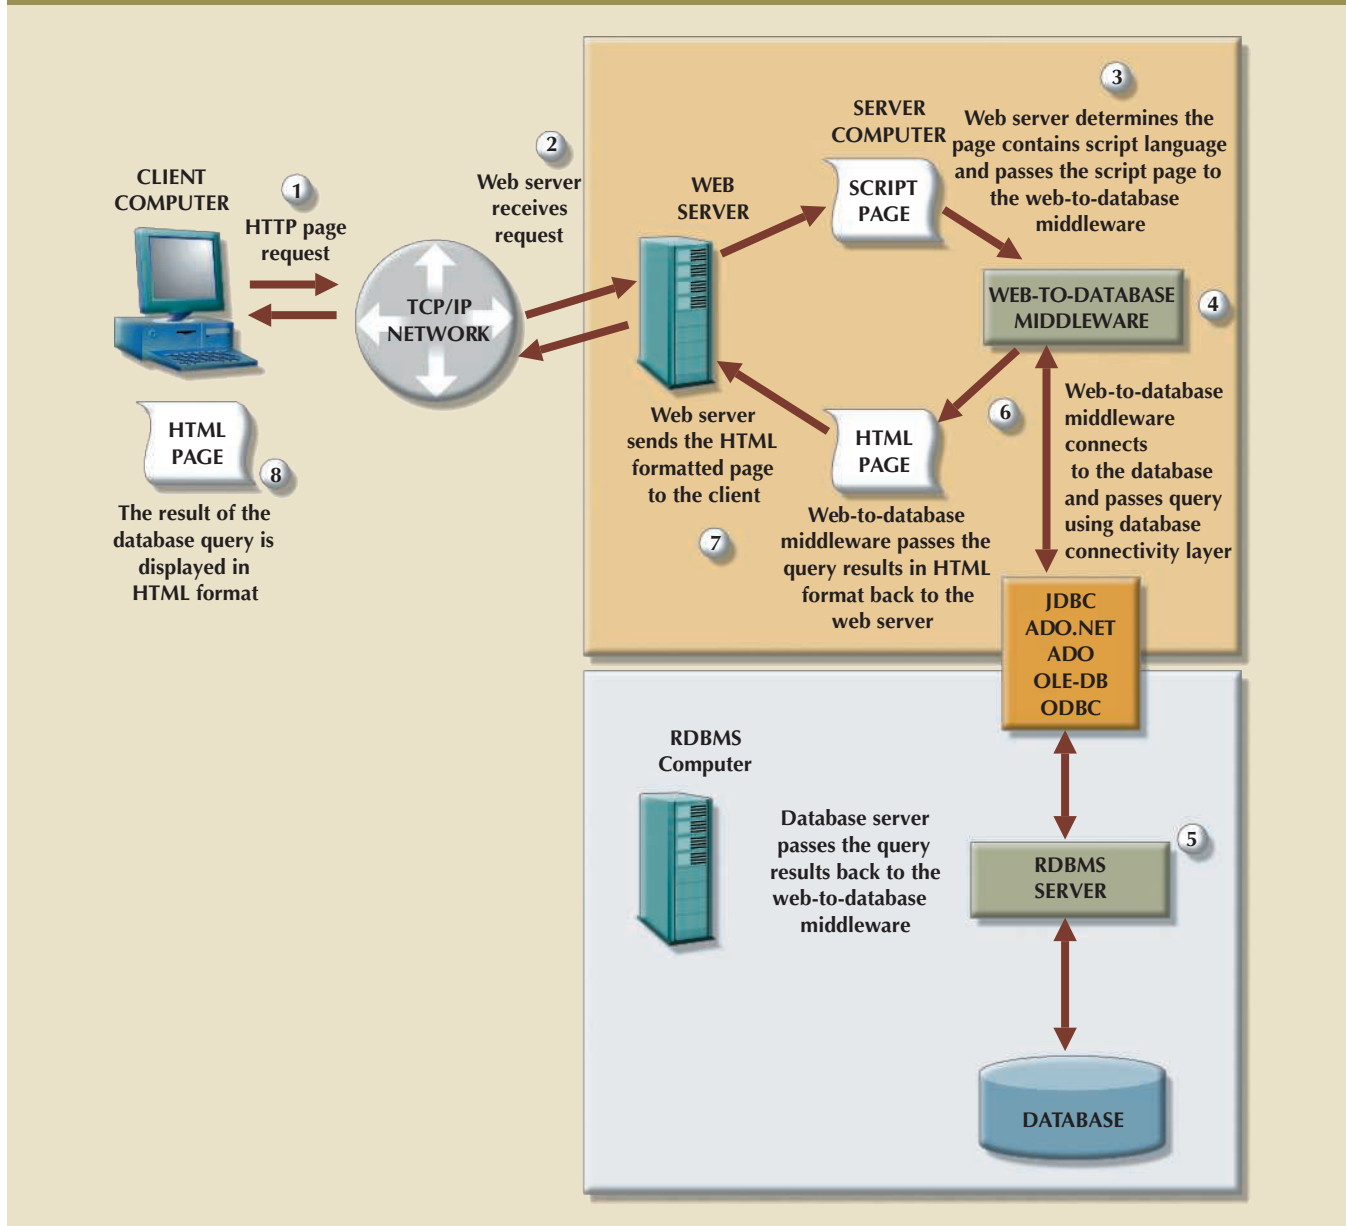 CLIENT
COMPUTER
1
HTTP page
request
TCP/IP
NETWORK
2
Web server
receives
request
WEB
SERVER
SERVER
COMPUTER
SCRIPT
PAGE
3
Web server determines the
page contains script language
and passes the script page to
the web-to-database
middleware
WEB-TO-DATABASE
MIDDLEWARE
4
Web-to-database
middleware
connects
to the database
and passes query
using database
connectivity layer
JDBC
ADO.NET
ADO
OLE-DB
ODBC
RDBMS
Computer
Database server
passes the query
results back to the
web-to-database
middleware
5
RDBMS
SERVER
DATABASE
6
HTML
PAGE
Web-to-database
middleware passes the
query results in HTML
format back to the
web server
Web server
sends the HTML
formatted page
to the client
7
HTML
PAGE
8
The result of the
database query is
displayed in
HTML format